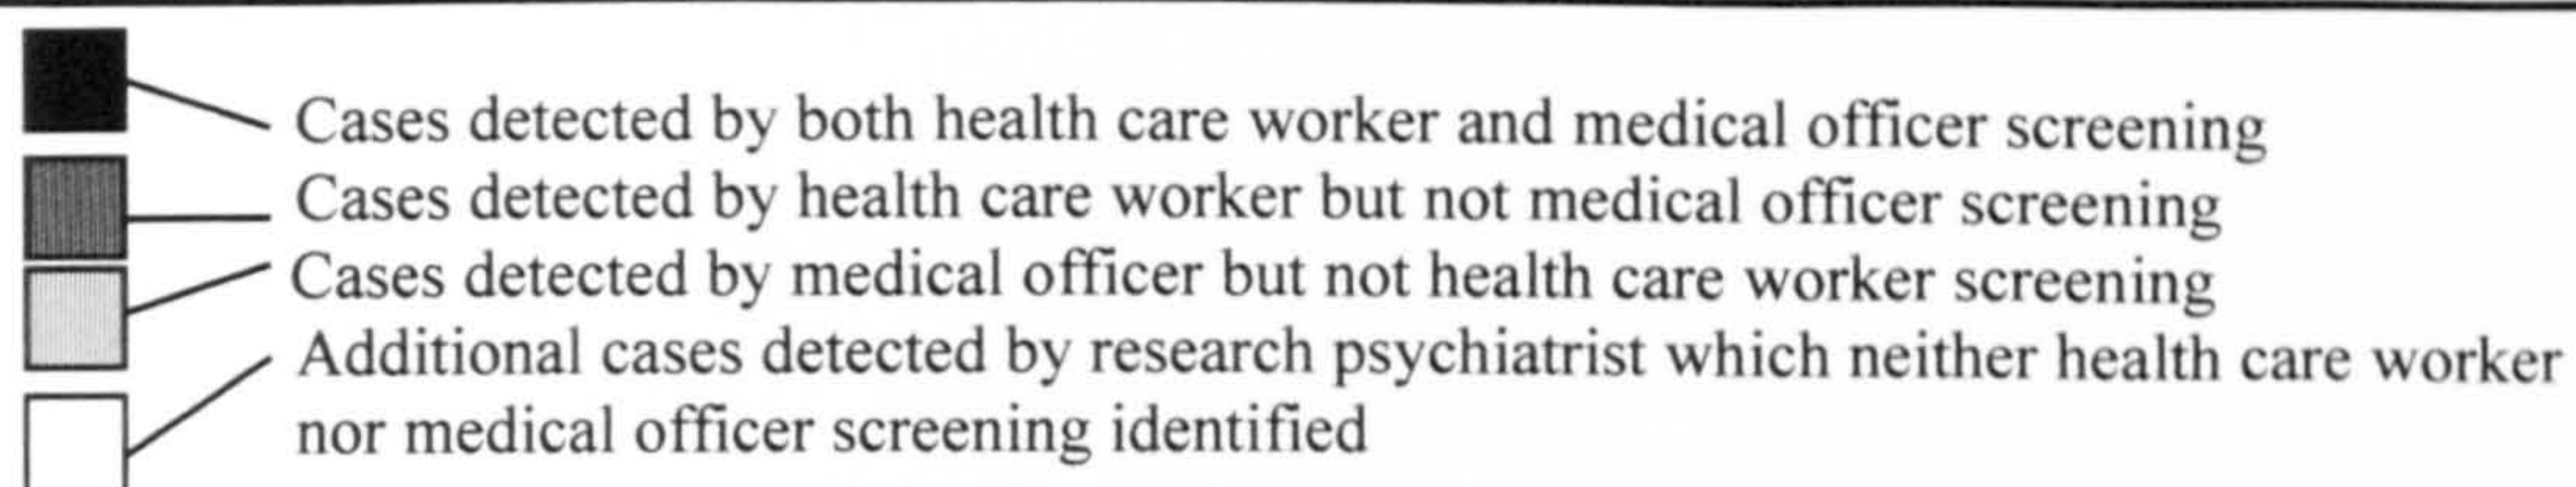 Cases detected by both health care worker and medical officer screening
Cases detected by health care worker but not medical officer screening
Cases detected by medical officer but not health care worker screening
Additional cases detected by research psychiatrist which neither health care worker
nor medical officer screening identified